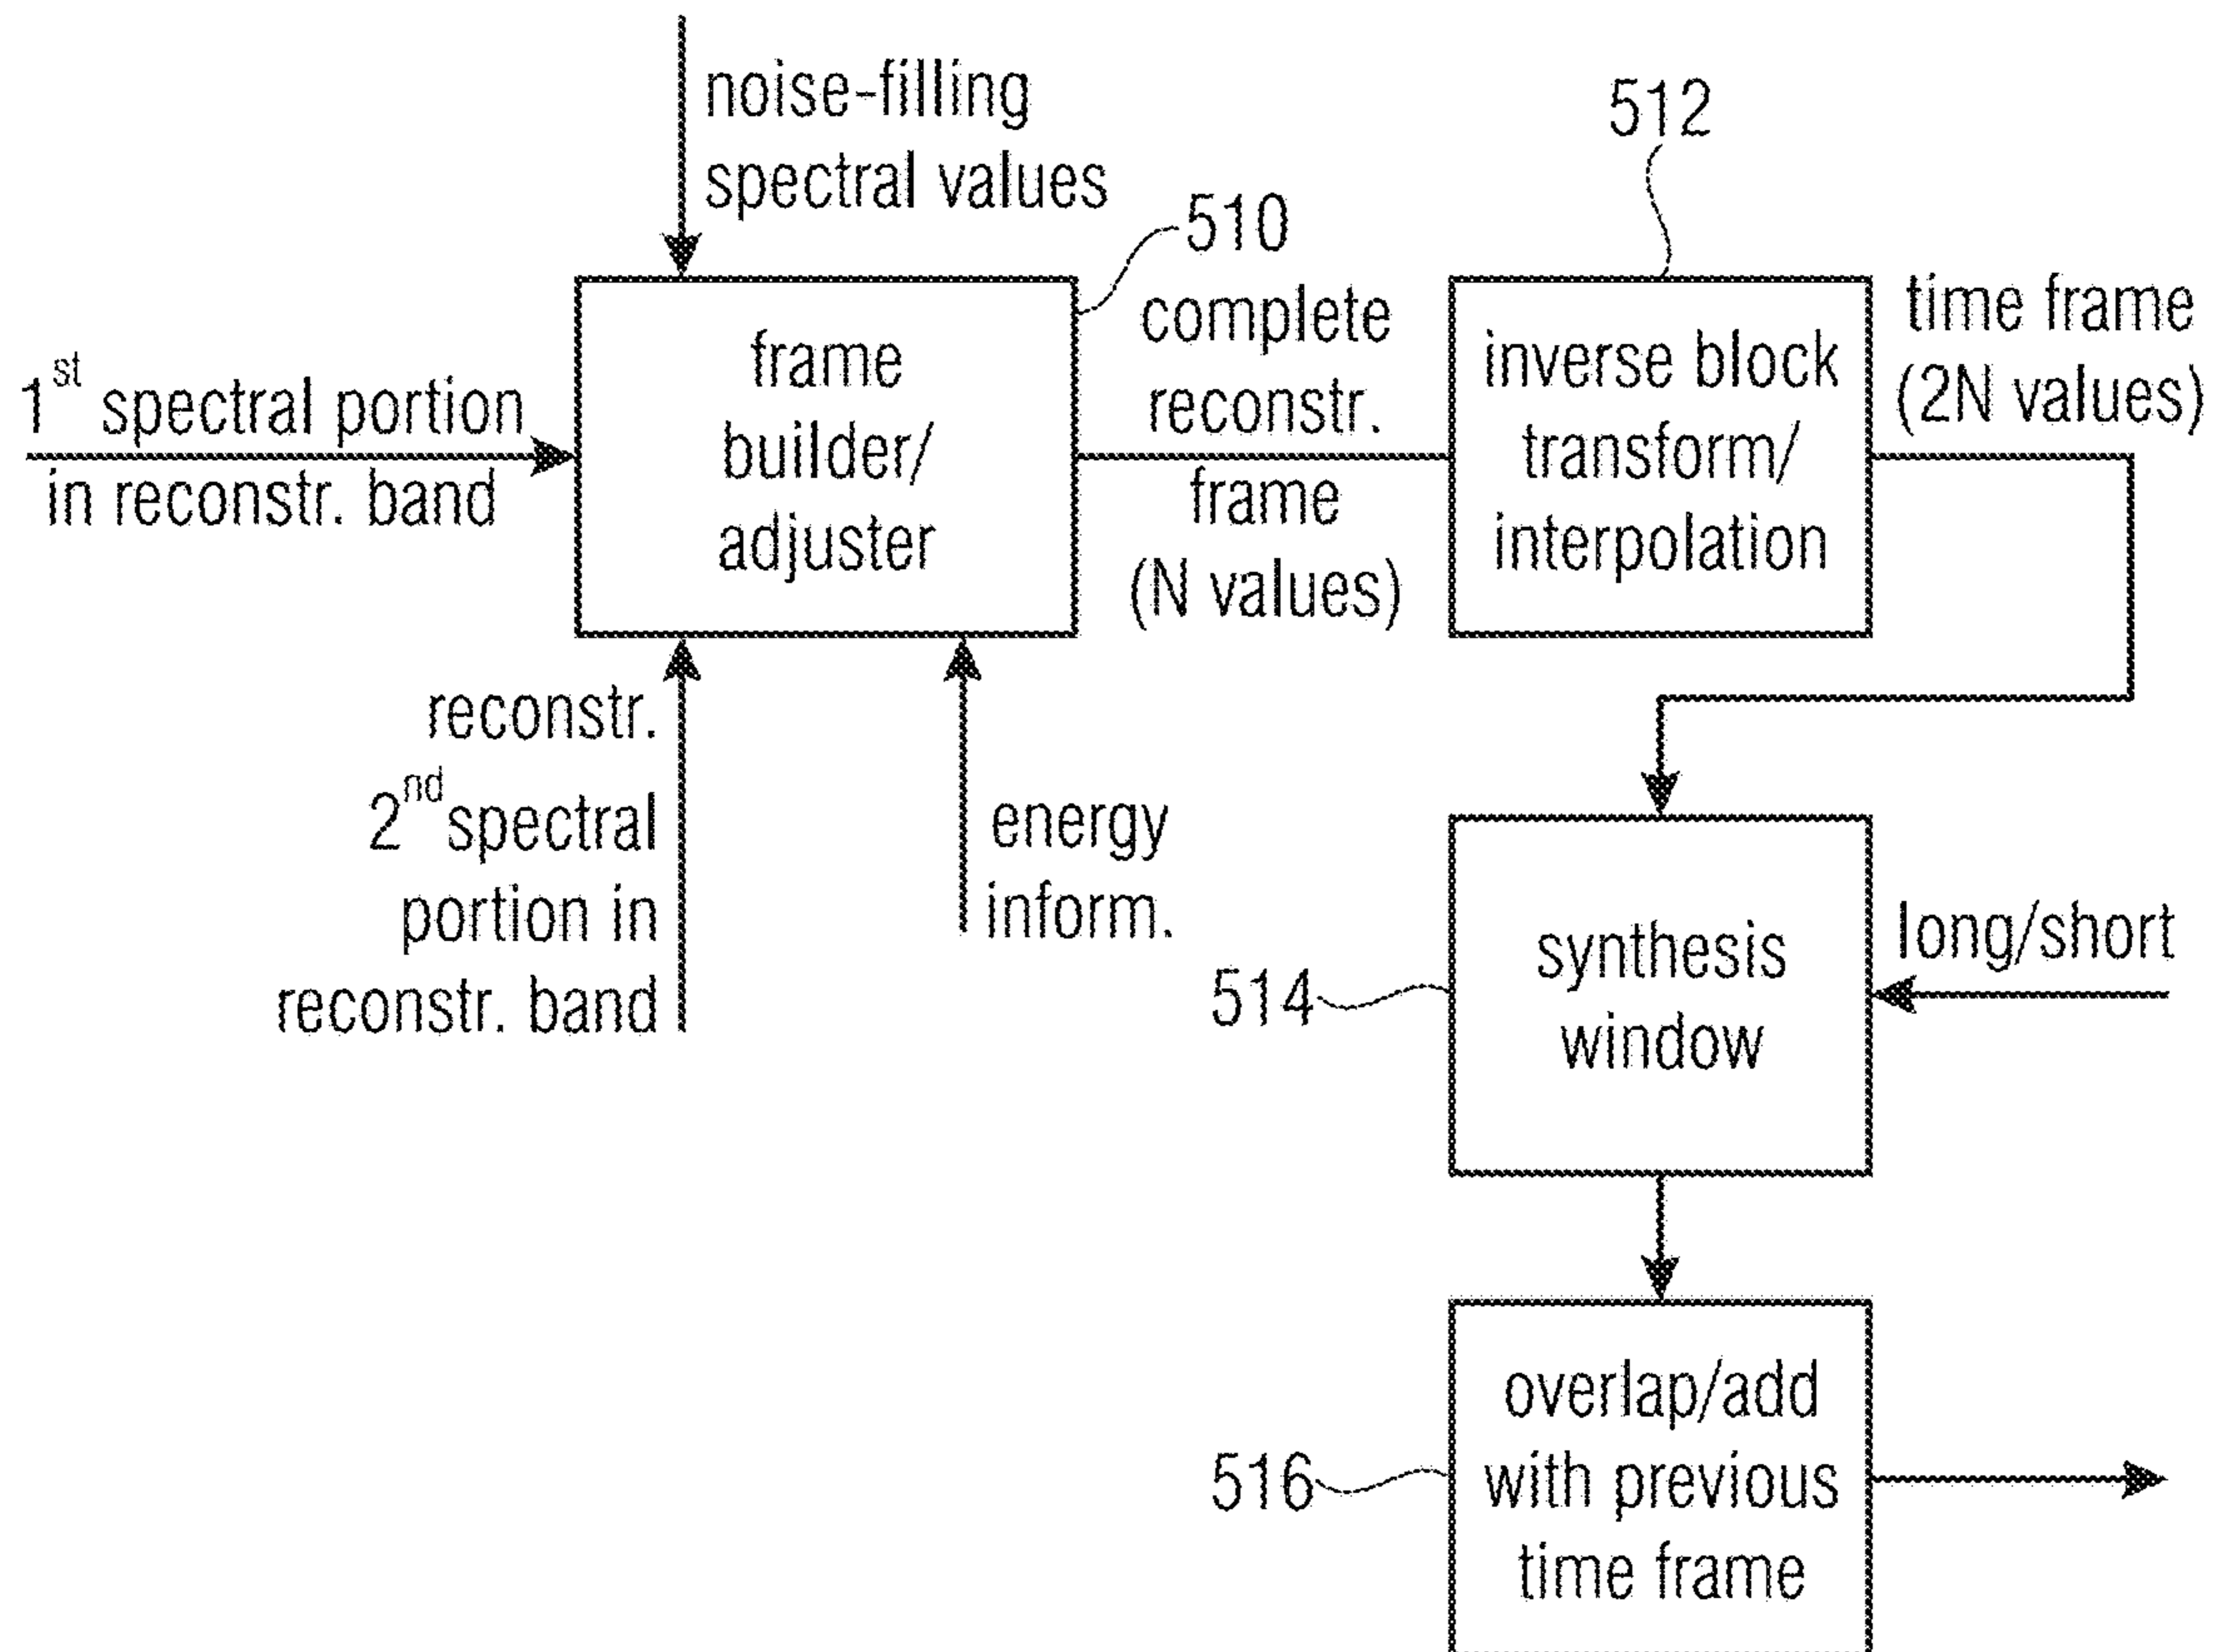 noise-filling
spectral values
510
512
1st spectral portion
in reconstr. band
frame
builder/
adjuster
complete
reconstr.
frame
(N values)
inverse block
transform/
interpolation
time frame
(2N values)
reconstr.
2nd spectral
portion in
reconstr. band
energy
inform.
514
synthesis
window
long/short
516
overlap/add
with previous
time frame